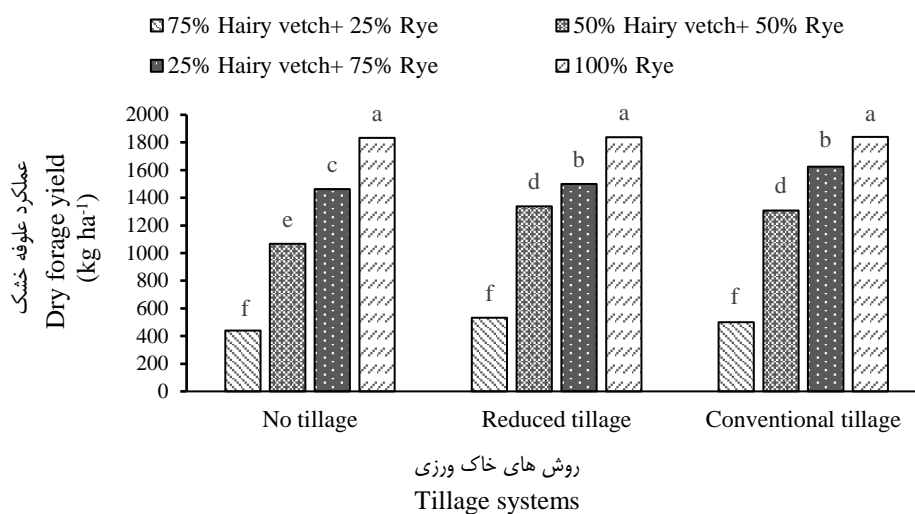 75% Hairy vetch+ 25% Rye
50% Hairy vetch+ 50% Rye
25% Hairy vetch+ 75% Rye
100% Rye
عملکرد علوفه خشک
Dry forage yield
(kg ha⁻¹)
2000
1800
1600
1400
1200
1000
800
600
400
200
0
f
e
c
a
f
d
b
a
f
d
b
a
No tillage
Reduced tillage
Conventional tillage
روش های خاک ورزی
Tillage systems